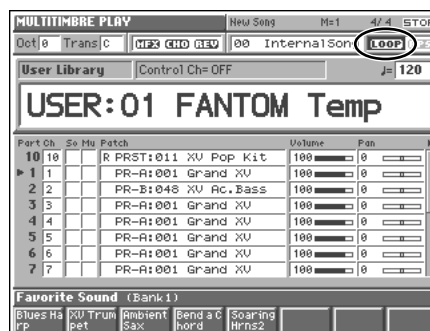 MULTITIMBRE PLAY New Song M=1 4/ 4 STO
Oct 0 Trans C MFX CHO REV 00 InternalSon LOOP
User Library Control Ch= OFF ♩= 120
USER:01 FANTOM Temp
Part Ch So Mu Patch Volume Pan
10 10 R PRST:011 XV Pop Kit 100 0
▶ 1 1 PR-A:001 Grand XV 100 0
2 2 PR-B:048 XV Ac.Bass 100 0
3 3 PR-A:001 Grand XV 100 0
4 4 PR-A:001 Grand XV 100 0
5 5 PR-A:001 Grand XV 100 0
6 6 PR-A:001 Grand XV 100 0
7 7 PR-A:001 Grand XV 100 0
Favorite Sound (Bank1)
Blues Ha XV Trum Ambient Bend a C Soaring
rp pet Sax hord Hrns2